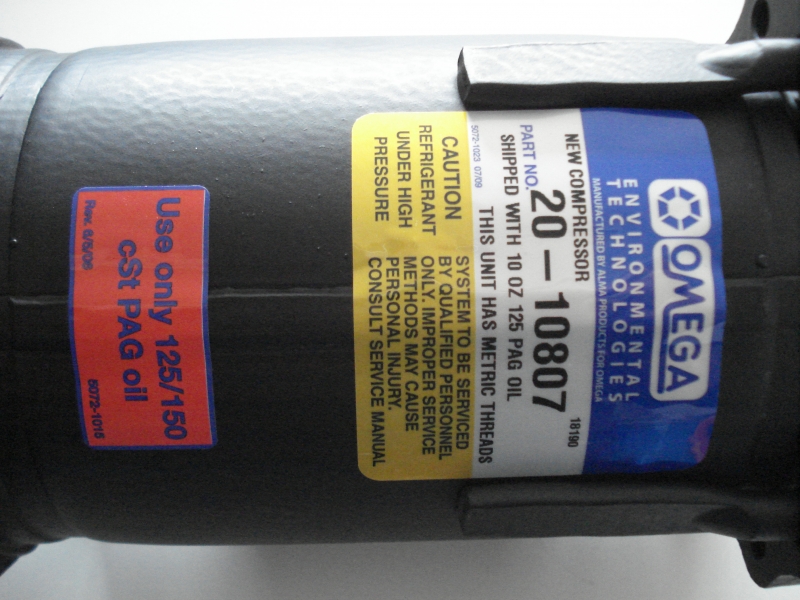 OMEGA
ENVIRONMENTAL
TECHNOLOGIES
MANUFACTURED BY ALMA PRODUCTS FOR OMEGA
18190
NEW COMPRESSOR
PART NO. 20-10807
SHIPPED WITH 10 OZ 125 PAG OIL
THIS UNIT HAS METRIC THREADS
5072-1023 07/09
CAUTION
REFRIGERANT
UNDER HIGH
PRESSURE
SYSTEM TO BE SERVICED
BY QUALIFIED PERSONNEL
ONLY. IMPROPER SERVICE
METHODS MAY CAUSE
PERSONAL INJURY.
CONSULT SERVICE MANUAL
Use only 125/150
cSt PAG oil
5072-1015
Rev. 6/5/06